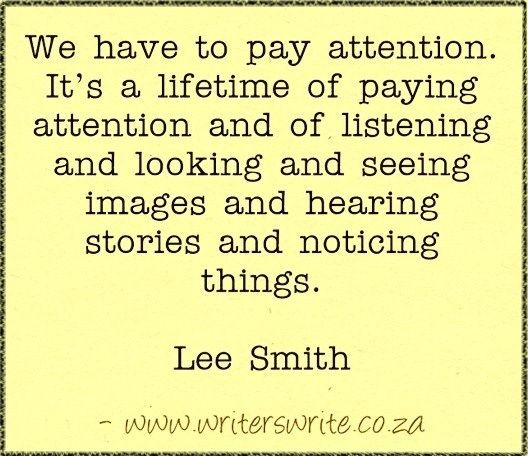 We have to pay attention.
It's a lifetime of paying
attention and of listening
and looking and seeing
images and hearing
stories and noticing
things.
Lee Smith
- www.writerswrite.co.za